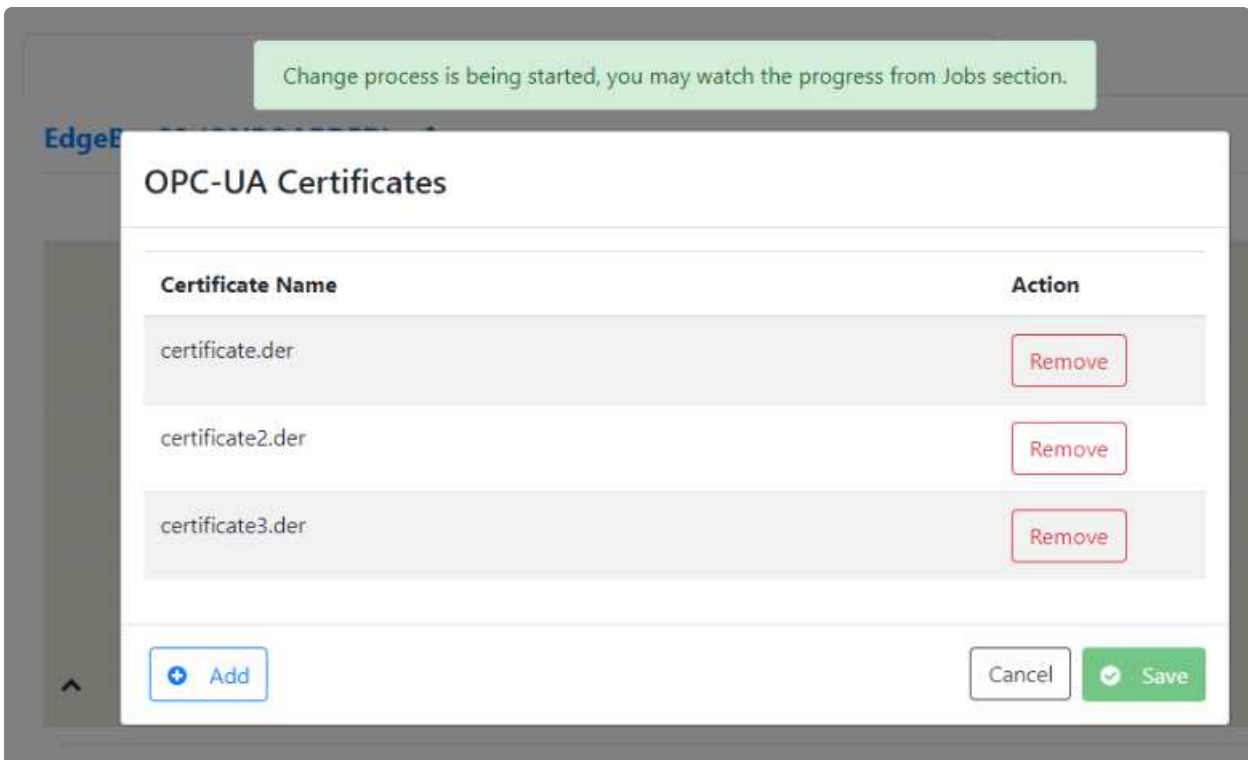 Change process is being started, you may watch the progress from Jobs section.
OPC-UA Certificates
Certificate Name Action
certificate.der Remove
certificate2.der Remove
certificate3.der Remove
Add Cancel Save